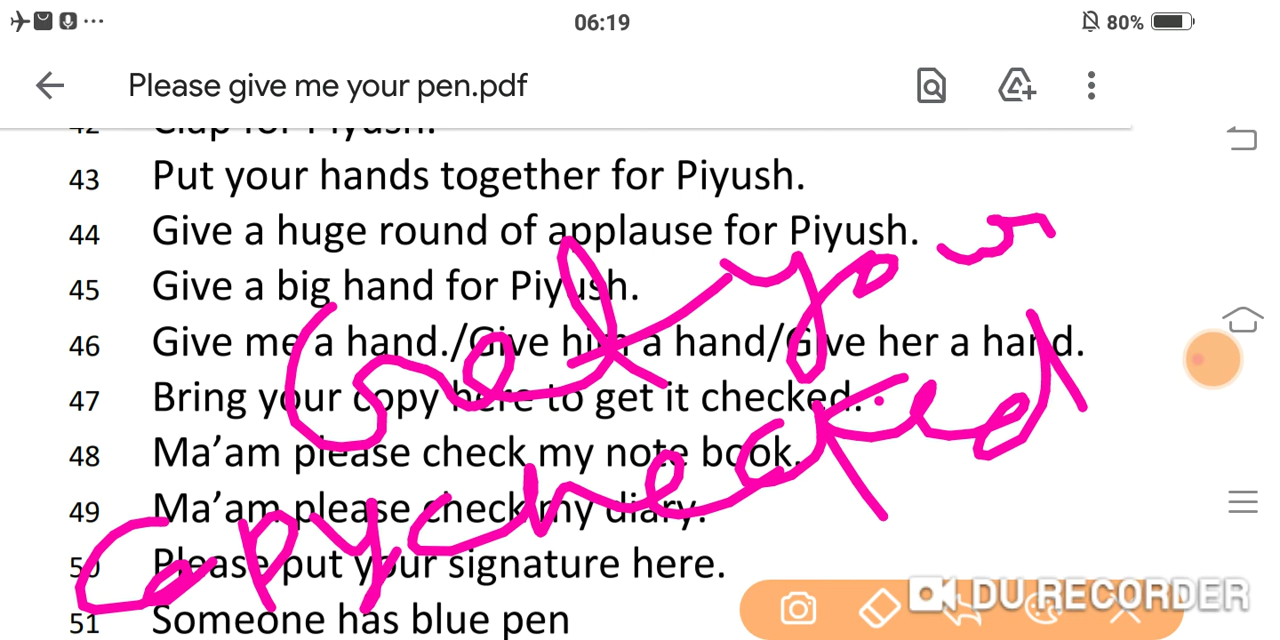 06:19
80%
Please give me your pen.pdf
42 Clap for Piyush.
43 Put your hands together for Piyush.
44 Give a huge round of applause for Piyush.
45 Give a big hand for Piyush.
46 Give me a hand./Give him a hand/Give her a hand.
47 Bring your copy here to get it checked.
48 Ma'am please check my note book.
49 Ma'am please check my diary.
50 Please put your signature here.
51 Someone has blue pen
Get your
copy checked
DU RECORDER